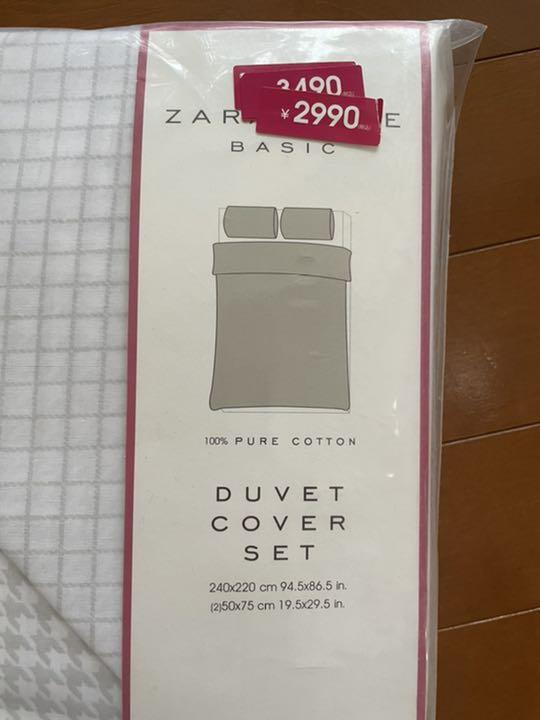 3490
¥2990
ZAR E
BASIC
100% PURE COTTON
DUVET
COVER
SET
240x220 cm 94.5x86.5 in.
(2)50x75 cm 19.5x29.5 in.